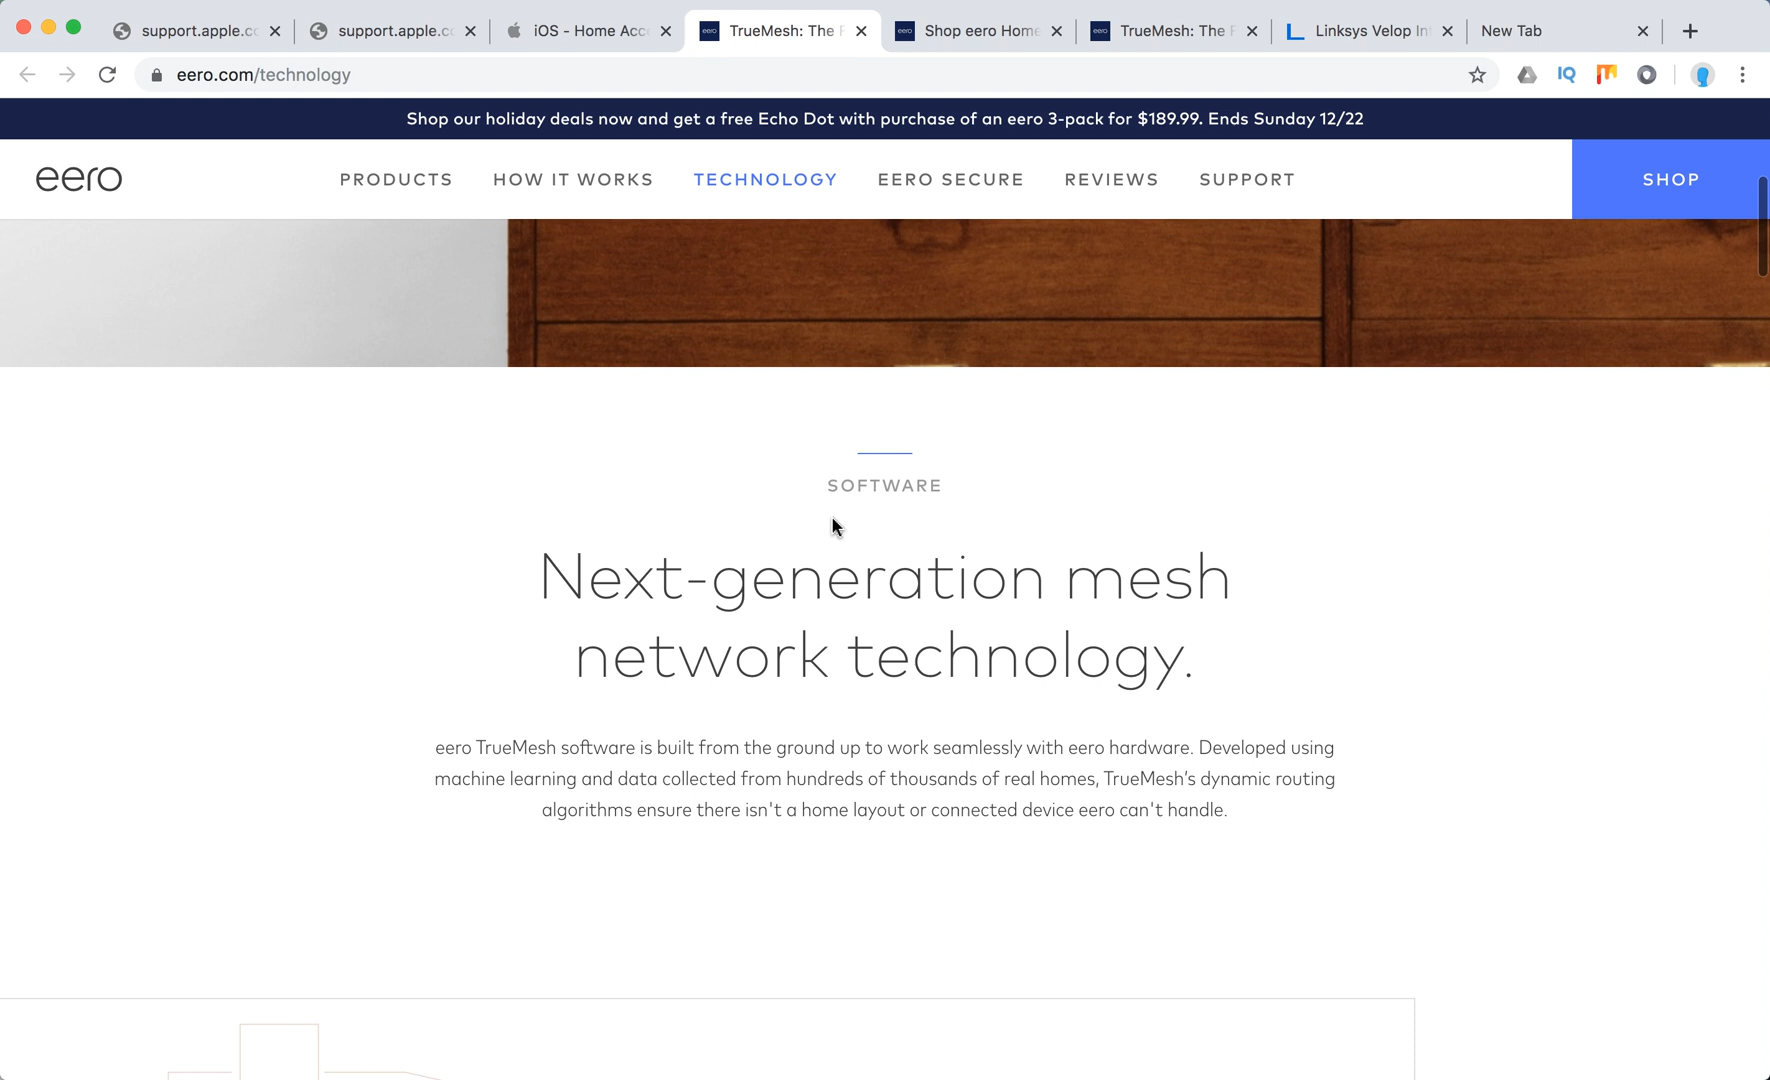 support.apple.co
support.apple.co
iOS - Home Acc
TrueMesh: The
Shop eero Home
TrueMesh: The
Linksys Velop In
New Tab
eero.com/technology
IQ
Shop our holiday deals now and get a free Echo Dot with purchase of an eero 3-pack for $189.99. Ends Sunday 12/22
eero
PRODUCTS
HOW IT WORKS
TECHNOLOGY
EERO SECURE
REVIEWS
SUPPORT
SHOP
SOFTWARE
Next-generation mesh
network technology.
eero TrueMesh software is built from the ground up to work seamlessly with eero hardware. Developed using
machine learning and data collected from hundreds of thousands of real homes, TrueMesh’s dynamic routing
algorithms ensure there isn't a home layout or connected device eero can't handle.